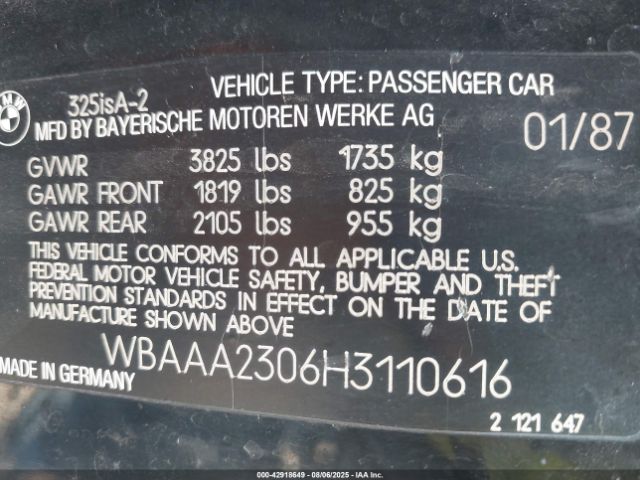 BMW
325isA-2
VEHICLE TYPE: PASSENGER CAR
MFD BY BAYERISCHE MOTOREN WERKE AG
01/87
GVWR 3825 lbs 1735 kg
GAWR FRONT 1819 lbs 825 kg
GAWR REAR 2105 lbs 955 kg
THIS VEHICLE CONFORMS TO ALL APPLICABLE U.S.
FEDERAL MOTOR VEHICLE SAFETY, BUMPER AND THEFT
PREVENTION STANDARDS IN EFFECT ON THE DATE OF
MANUFACTURE SHOWN ABOVE
WBAAA2306H3110616
MADE IN GERMANY
2 121 647
000-42918649 - 08/06/2025 - IAA Inc.